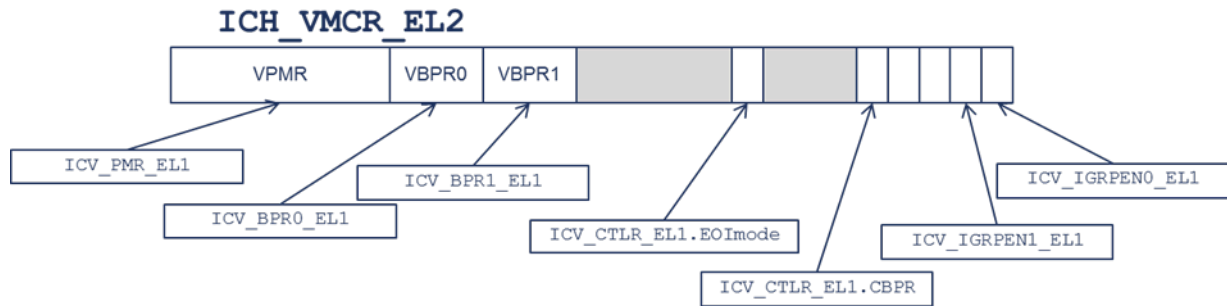 ICH_VMCR_EL2
VPMR VBPR0 VBPR1
ICV_PMR_EL1
ICV_BPR1_EL1
ICV_IGRPEN0_EL1
ICV_BPR0_EL1
ICV_CTLR_EL1.EOImode
ICV_IGRPEN1_EL1
ICV_CTLR_EL1.CBPR